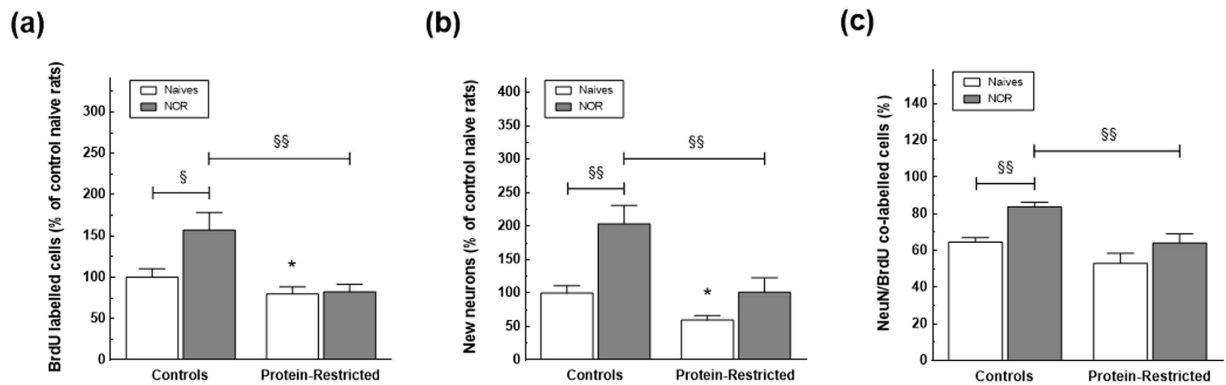 (a)
BrdU labelled cells (% of control naive rats)
350
300
250
200
150
100
50
0
Naives
NOR
§
§§
*
Controls
Protein-Restricted
(b)
New neurons (% of control naive rats)
400
350
300
250
200
150
100
50
0
Naives
NOR
§§
§§
*
Controls
Protein-Restricted
(c)
NeuN/BrdU co-labelled cells (%)
140
120
100
80
60
40
20
0
Naives
NOR
§§
§§
Controls
Protein-Restricted